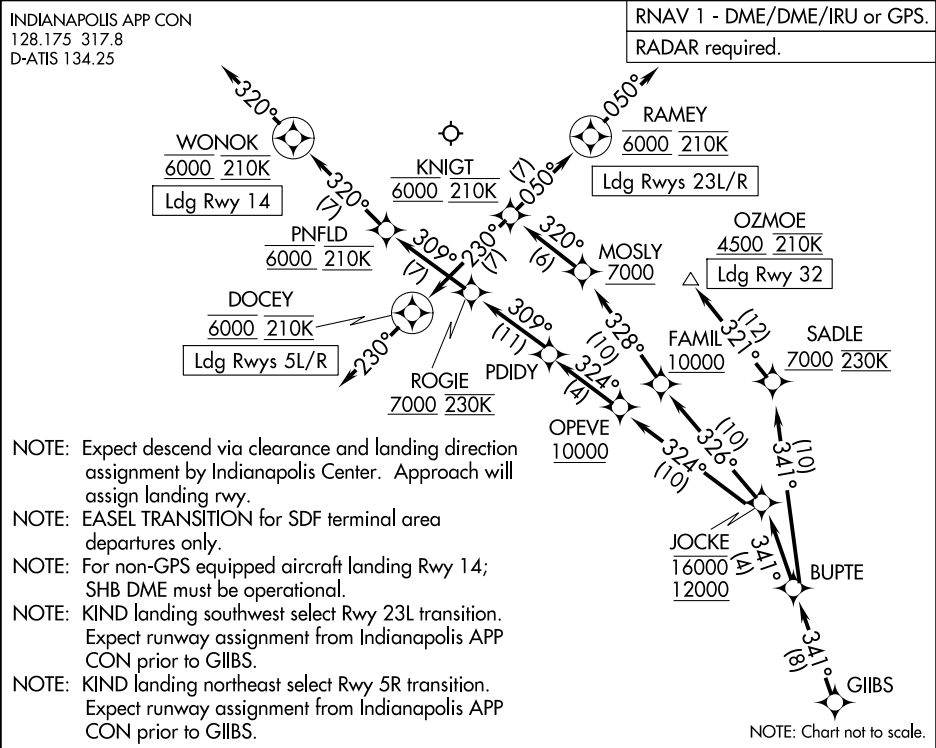 INDIANAPOLIS APP CON
128.175 317.8
D-ATIS 134.25
RNAV 1 - DME/DME/IRU or GPS.
RADAR required.
320°
WONOK
6000 210K
Ldg Rwy 14
320°
(7)
PNFLD
6000 210K
309°
(7)
KNIGT
6000 210K
(7)
050°
050°
RAMEY
6000 210K
Ldg Rwys 23L/R
230°
(7)
320°
(6)
MOSLY
7000
OZMOE
4500 210K
Ldg Rwy 32
DOCEY
6000 210K
Ldg Rwys 5L/R
230°
ROGIE
7000 230K
309°
(11)
PDIDY
324°
(4)
328°
(10)
FAMIL
10000
(12)
321°
SADLE
7000 230K
OPEVE
10000
324°
(10)
(10)
326°
(10)
341°
JOCKE
16000
12000
(4)
341°
BUPTE
341°
(8)
GIIBS
NOTE: Expect descend via clearance and landing direction
assignment by Indianapolis Center. Approach will
assign landing rwy.
NOTE: EASEL TRANSITION for SDF terminal area
departures only.
NOTE: For non-GPS equipped aircraft landing Rwy 14;
SHB DME must be operational.
NOTE: KIND landing southwest select Rwy 23L transition.
Expect runway assignment from Indianapolis APP
CON prior to GIIBS.
NOTE: KIND landing northeast select Rwy 5R transition.
Expect runway assignment from Indianapolis APP
CON prior to GIIBS.
NOTE: Chart not to scale.